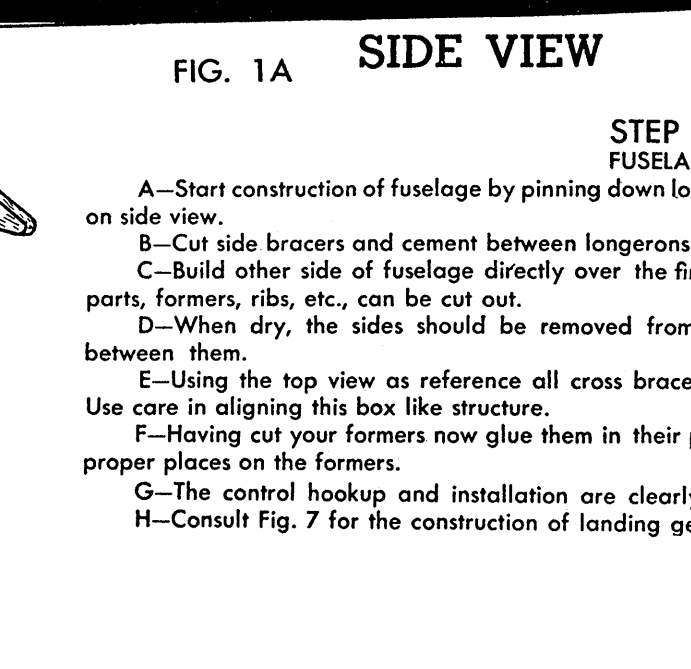 SIDE VIEW
FIG. 1A
STEP
FUSELA
A—Start construction of fuselage by pinning down lo
on side view.
B—Cut side bracers and cement between longerons
C—Build other side of fuselage directly over the fi
parts, formers, ribs, etc., can be cut out.
D—When dry, the sides should be removed from
between them.
E—Using the top view as reference all cross brace
Use care in aligning this box like structure.
F—Having cut your formers now glue them in their p
proper places on the formers.
G—The control hookup and installation are clearly
H—Consult Fig. 7 for the construction of landing ge